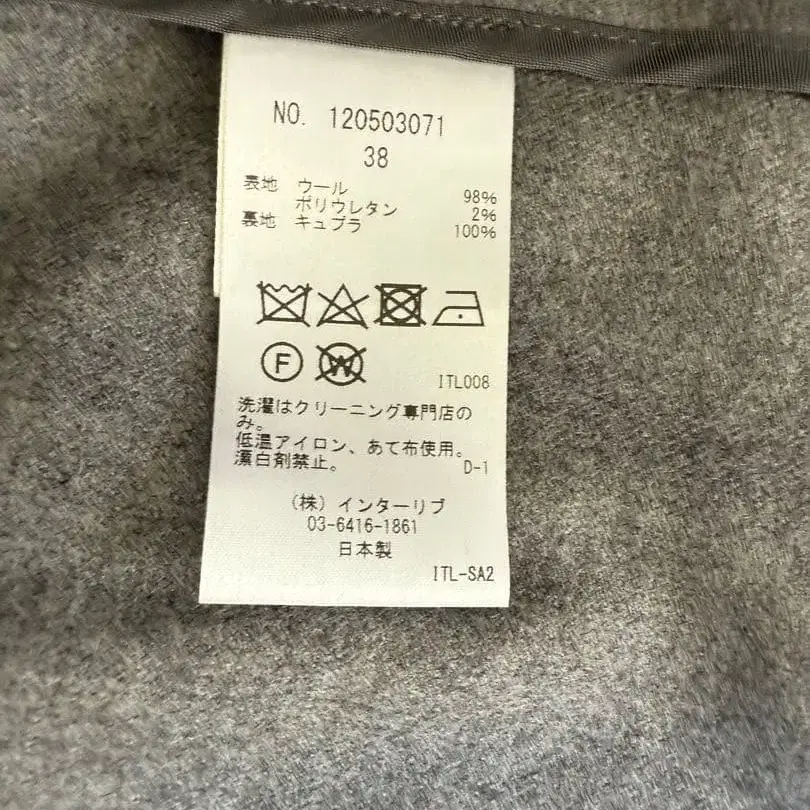 NO. 120503071
38
表地 ウール 98%
ポリウレタン 2%
裏地 キュプラ 100%
F W
ITL008
洗濯はクリーニング専門店の
み。
低温アイロン、あて布使用。
漂白剤禁止。 D-1
(株)インターリブ
03-6416-1861
日本製
ITL-SA2